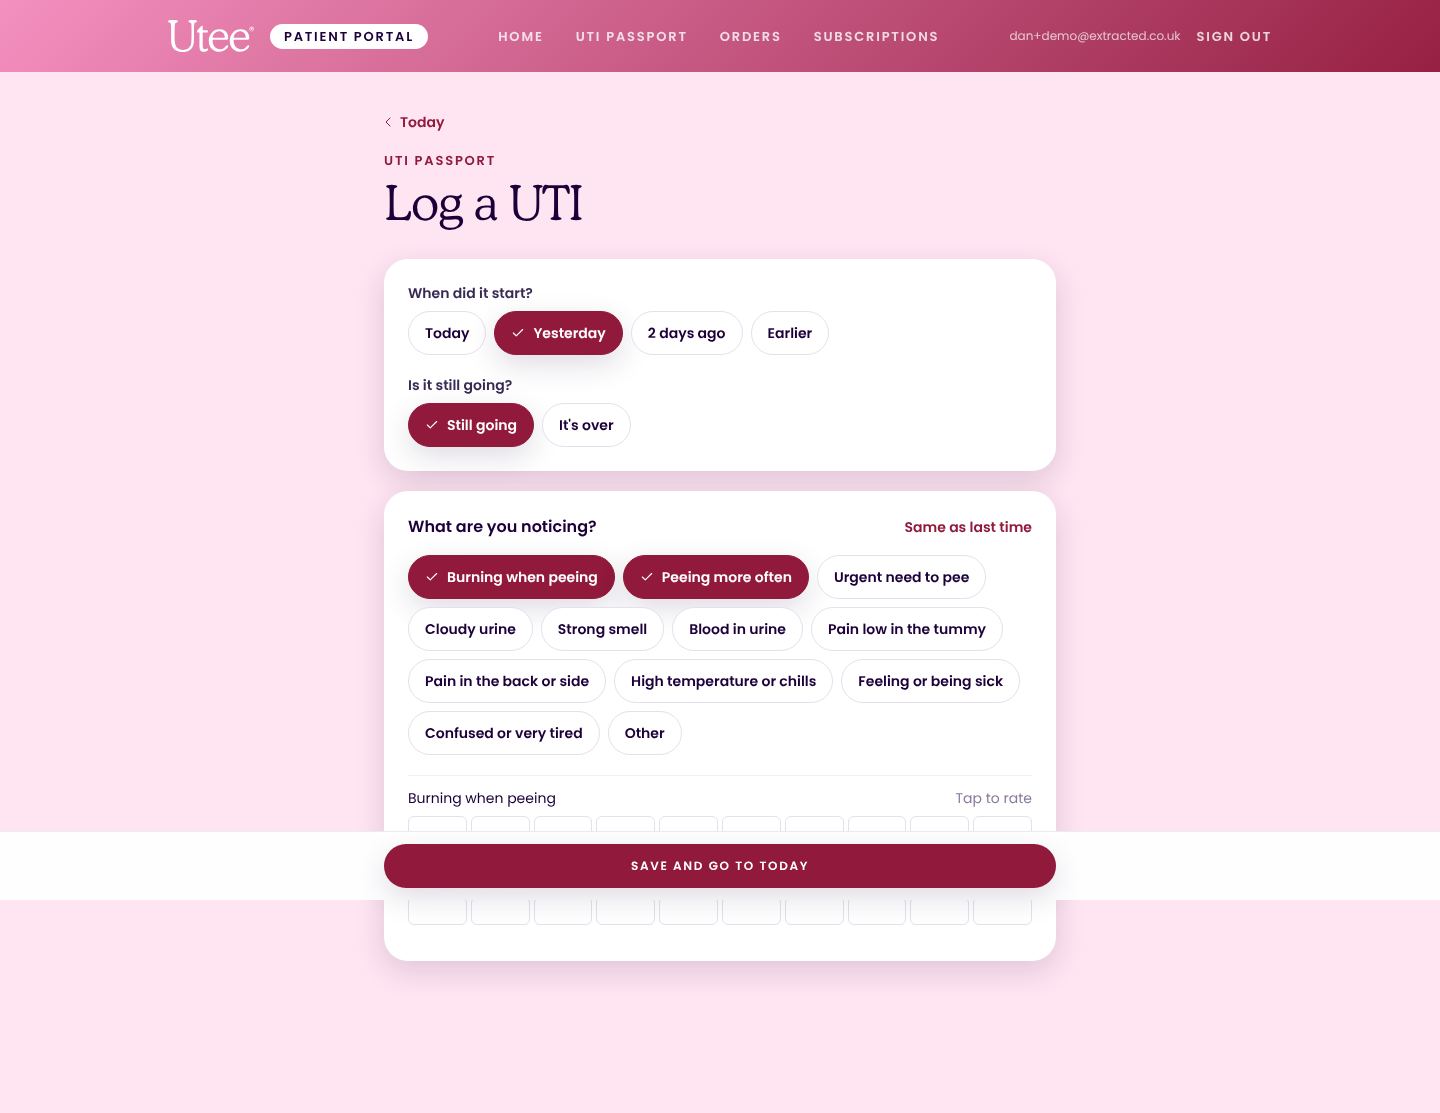 Utee®
PATIENT PORTAL
HOME
UTI PASSPORT
ORDERS
SUBSCRIPTIONS
dan+demo@extracted.co.uk
SIGN OUT
Today
UTI PASSPORT
Log a UTI
When did it start?
Today
Yesterday
2 days ago
Earlier
Is it still going?
Still going
It's over
What are you noticing?
Same as last time
Burning when peeing
Peeing more often
Urgent need to pee
Cloudy urine
Strong smell
Blood in urine
Pain low in the tummy
Pain in the back or side
High temperature or chills
Feeling or being sick
Confused or very tired
Other
Burning when peeing
Tap to rate
SAVE AND GO TO TODAY